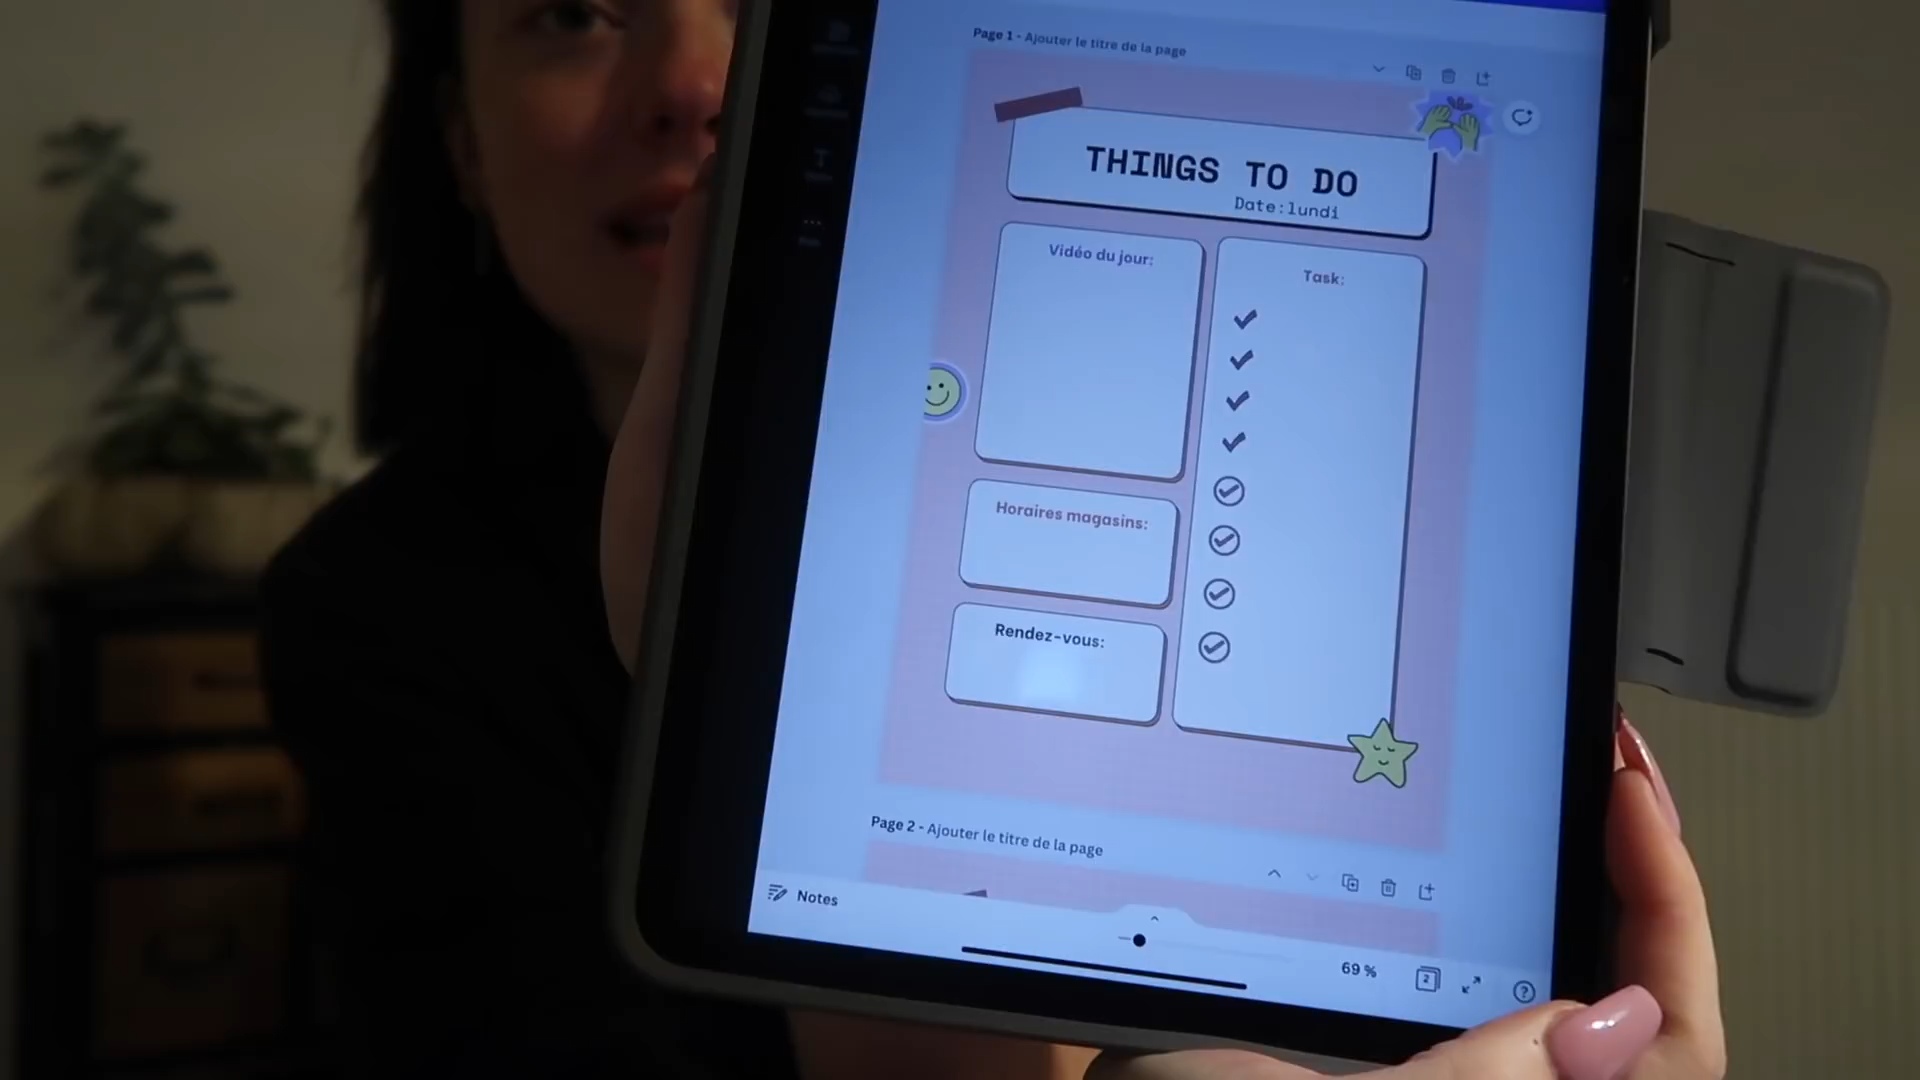 Page 1 - Ajouter le titre de la page
THINGS TO DO
Date:lundi
Vidéo du jour:
Task:
Horaires magasins:
Rendez-vous:
Page 2 - Ajouter le titre de la page
Notes
69 %
2
?